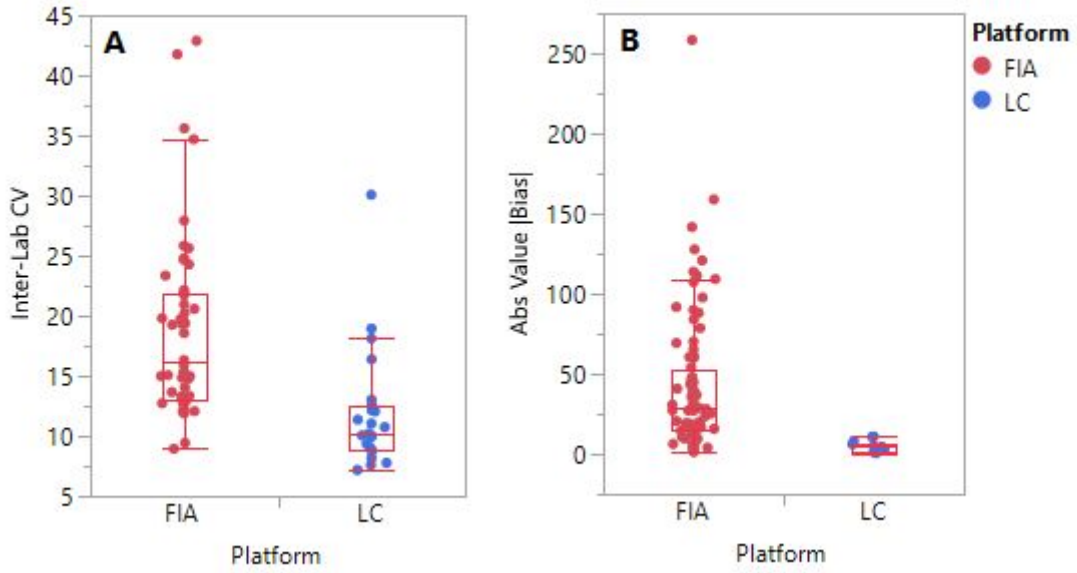 A
Inter-Lab CV
45
40
35
30
25
20
15
10
5
FIA
LC
Platform
B
Abs Value |Bias|
250
200
150
100
50
0
FIA
LC
Platform
Platform
FIA
LC